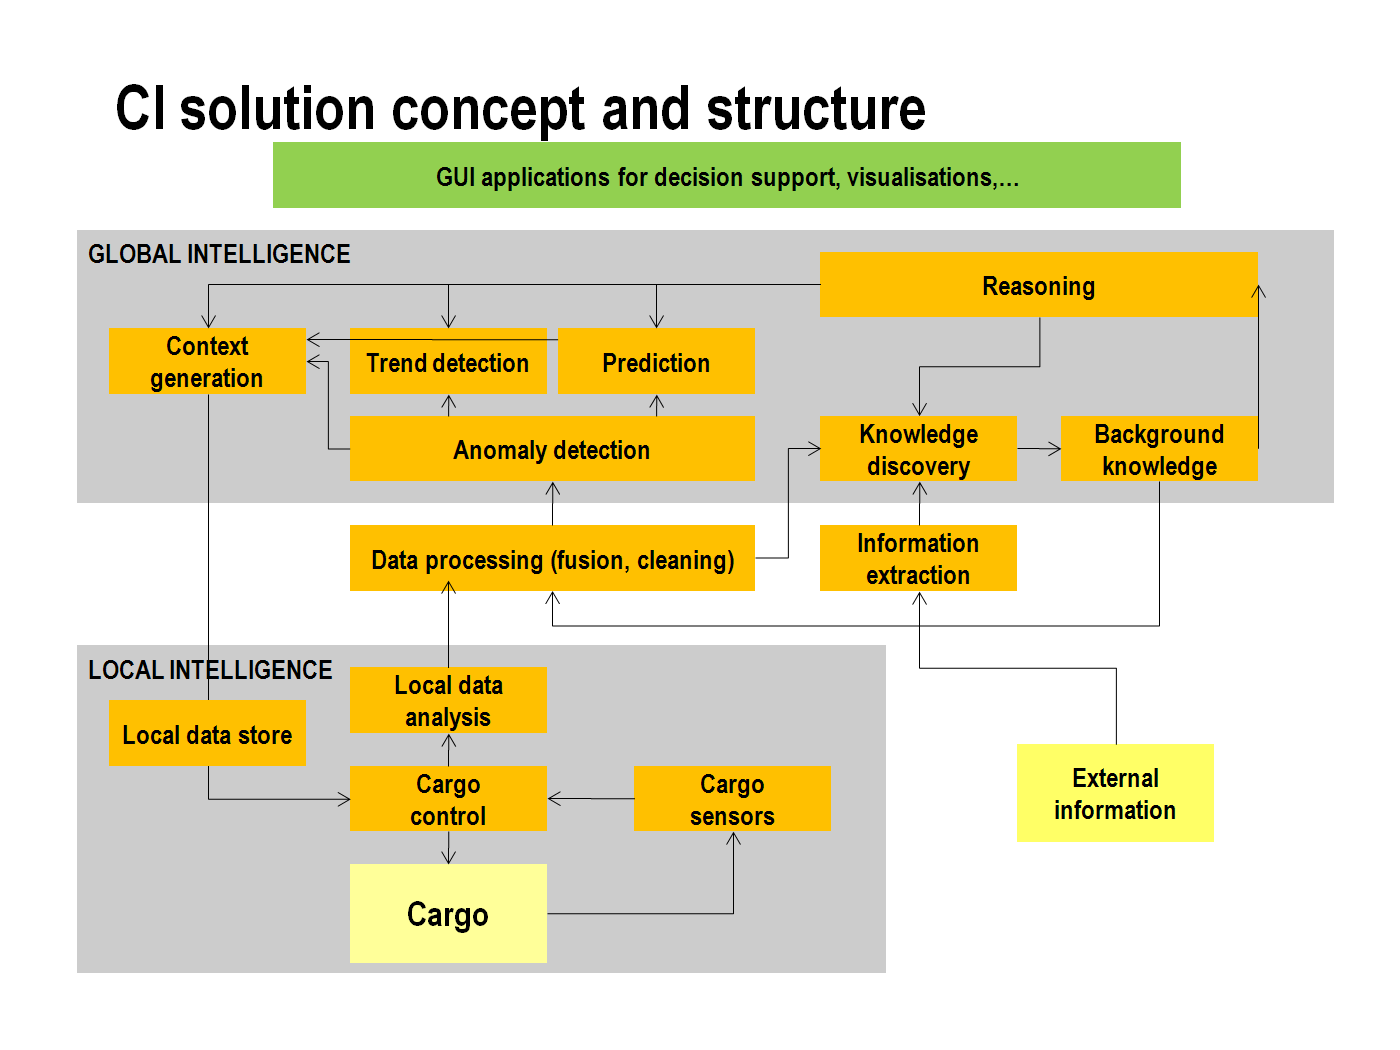 CI solution concept and structure
GUI applications for decision support, visualisations,...
GLOBAL INTELLIGENCE
Reasoning
Context
generation
Trend detection
Prediction
Anomaly detection
Knowledge
discovery
Background
knowledge
Data processing (fusion, cleaning)
Information
extraction
LOCAL INTELLIGENCE
Local data
analysis
Local data store
Cargo
control
Cargo
sensors
External
information
Cargo